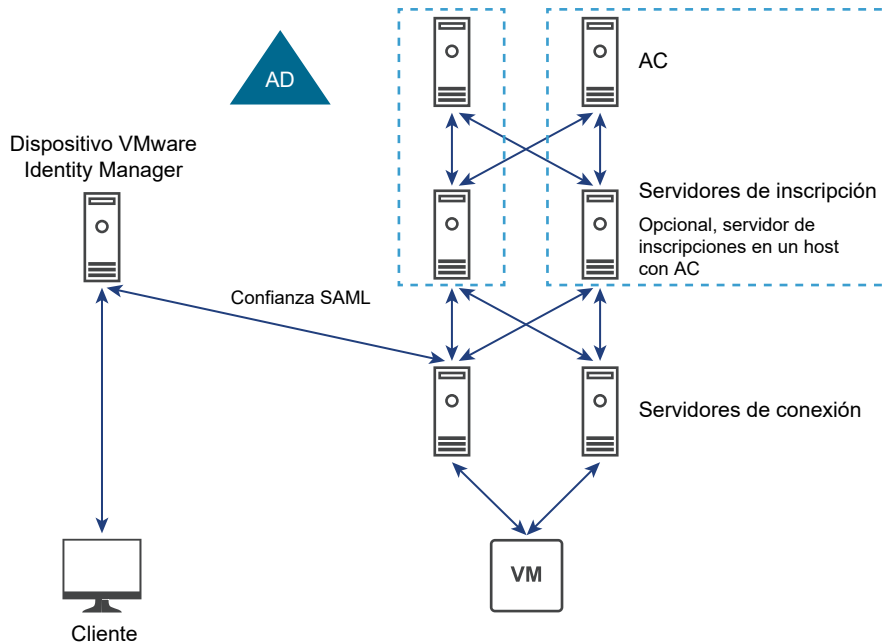 AD
AC
Dispositivo VMware
Identity Manager
Servidores de inscripción
Opcional, servidor de
inscripciones en un host
con AC
Confianza SAML
Servidores de conexión
VM
Cliente